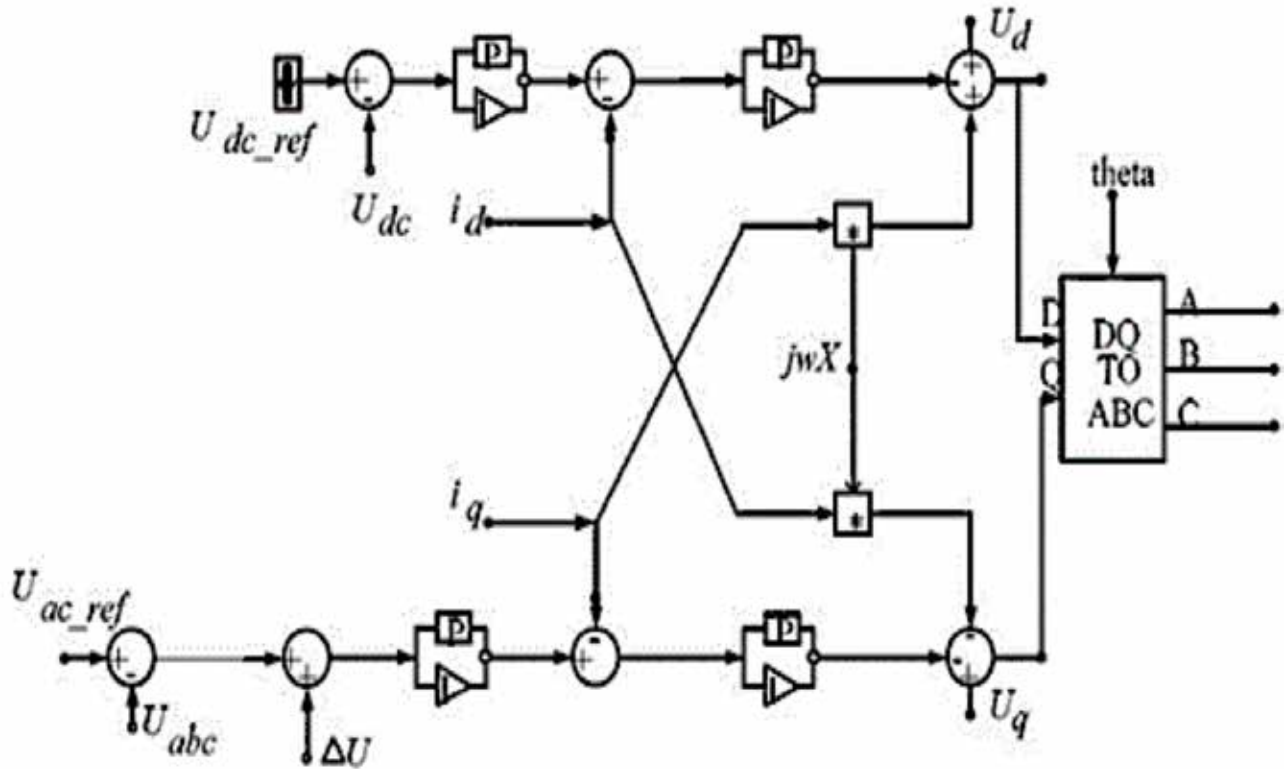 U_d
P
P
U_dc_ref
I
I
U_dc
i_d
theta
*
D
A
DQ
jwX
TO
B
Q
ABC
C
i_q
*
U_ac_ref
P
P
I
I
U_abc
ΔU
U_q